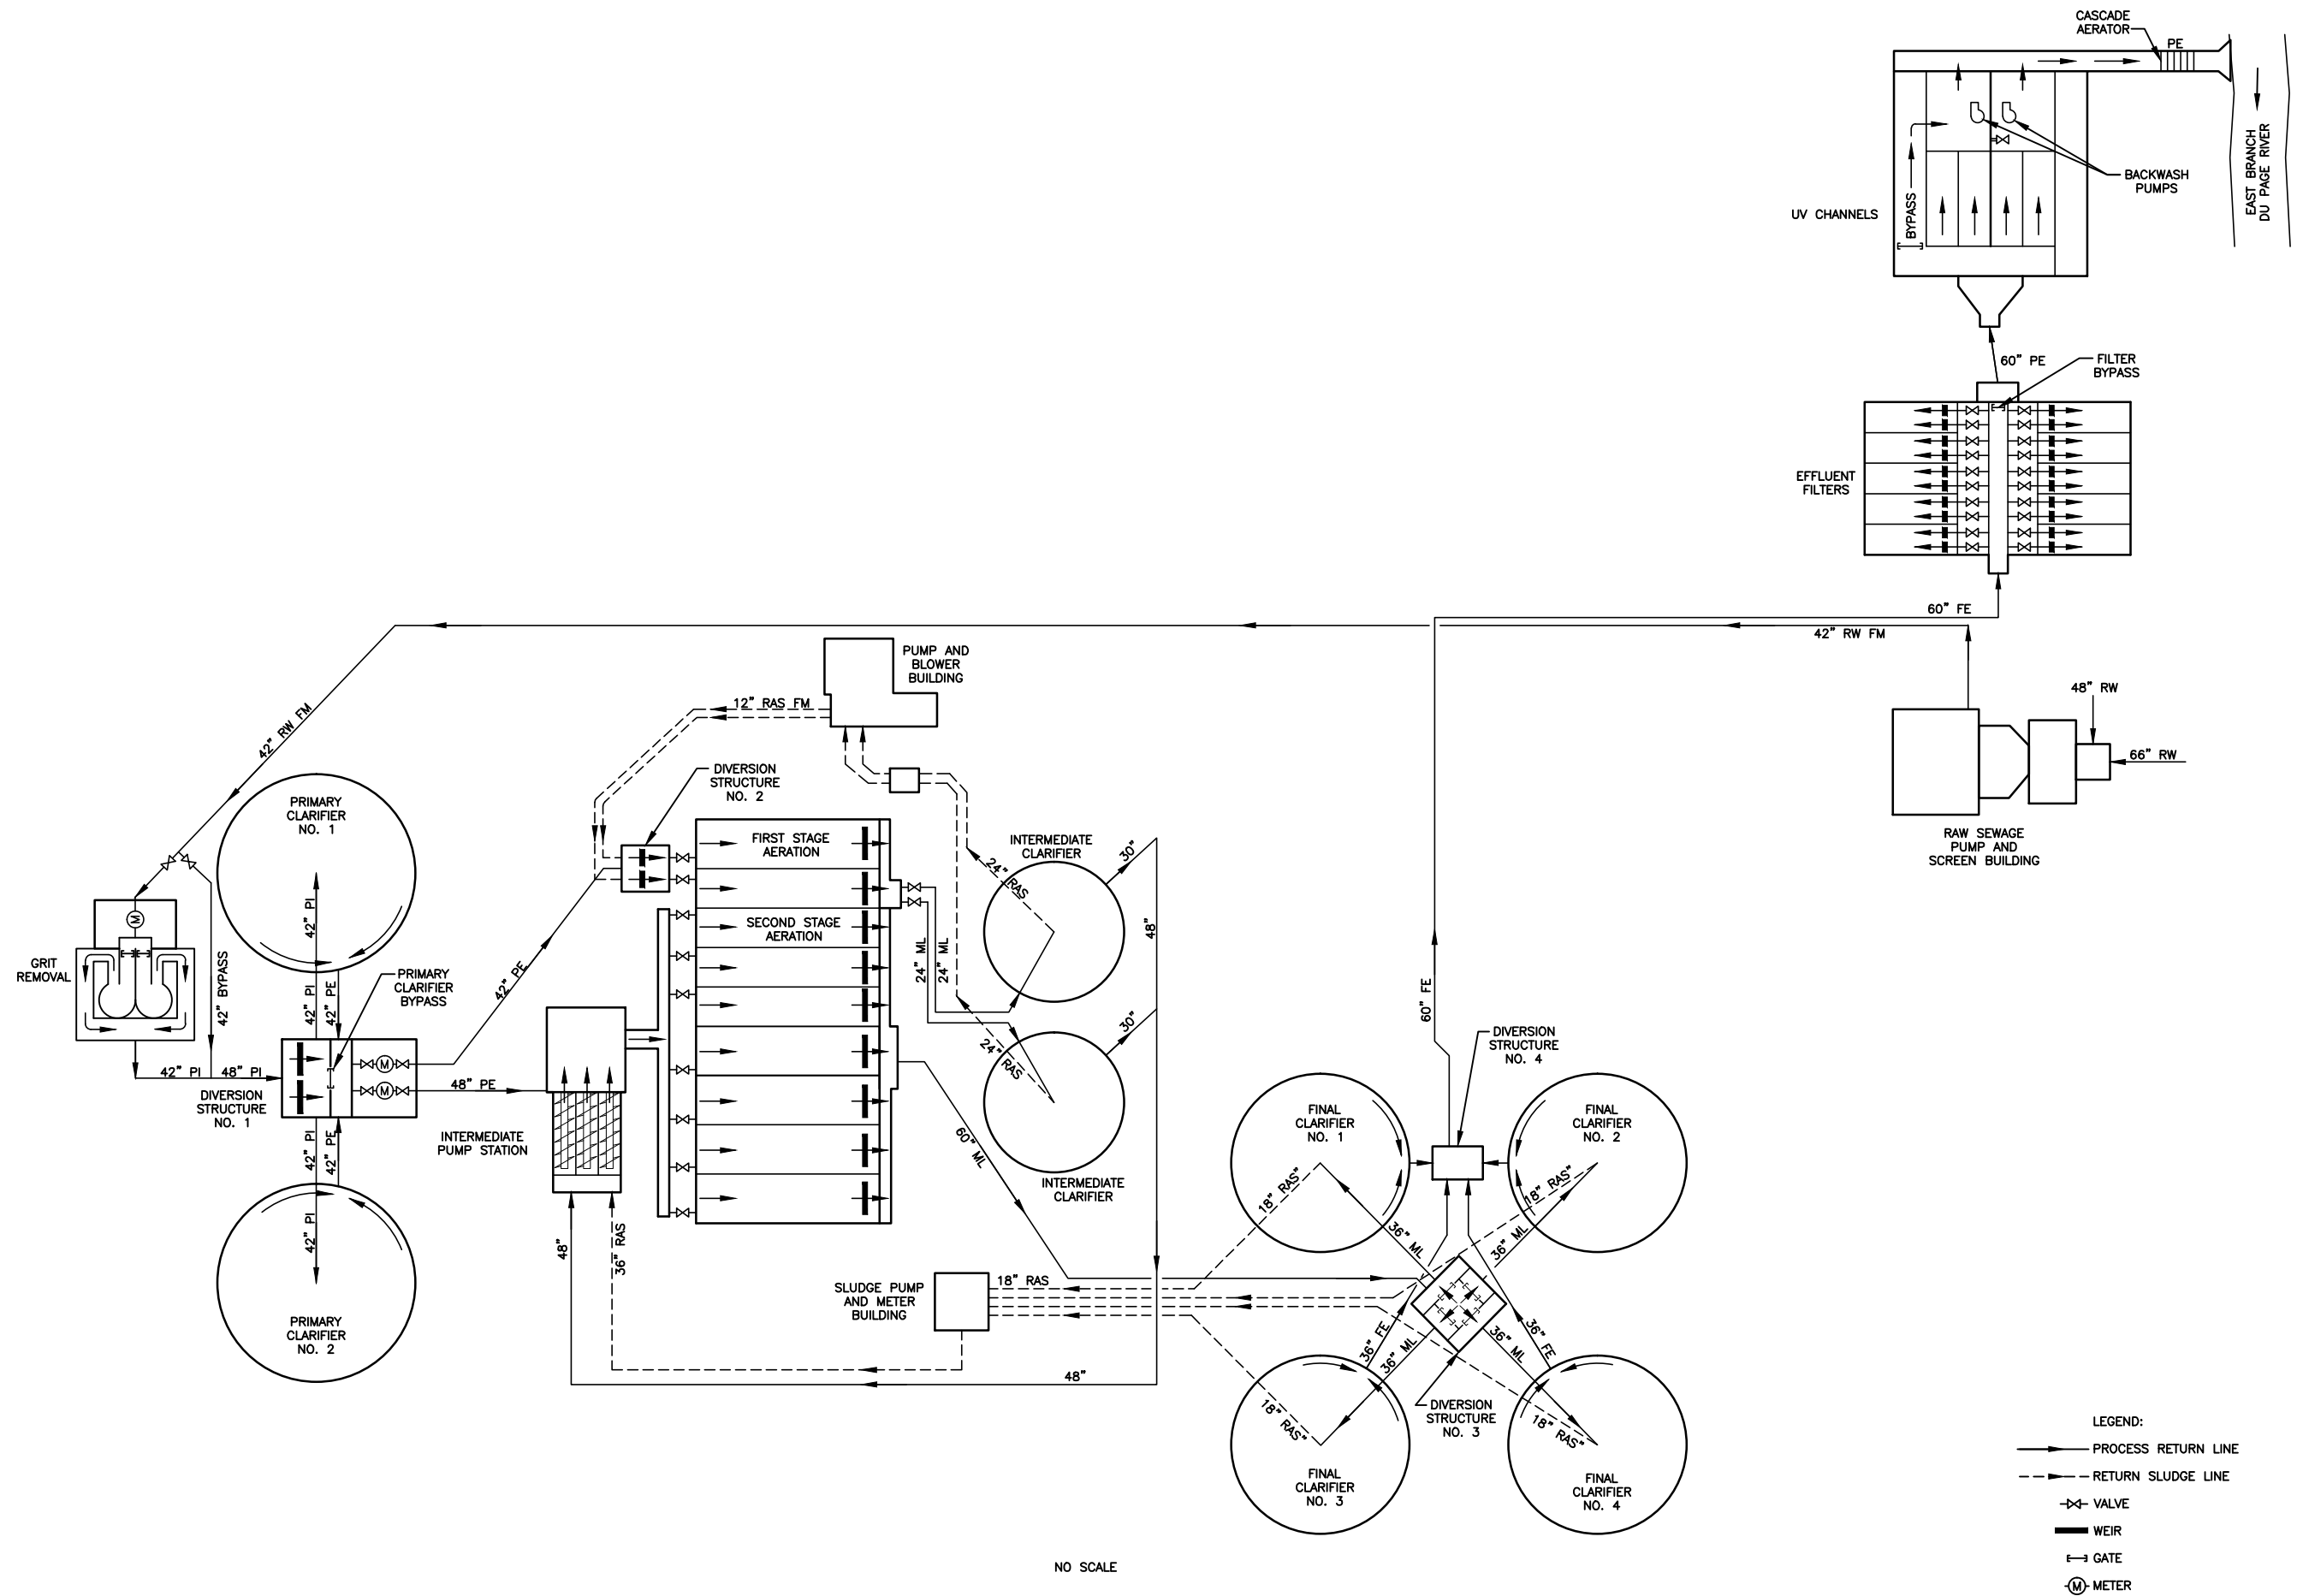 CASCADE
AERATOR
PE
EAST BRANCH
DU PAGE RIVER
BACKWASH
PUMPS
UV CHANNELS
BYPASS
60" PE
FILTER
BYPASS
EFFLUENT
FILTERS
60" FE
42" RW FM
48" RW
66" RW
RAW SEWAGE
PUMP AND
SCREEN BUILDING
PUMP AND
BLOWER
BUILDING
12" RAS FM
42" RW FM
DIVERSION
STRUCTURE
NO. 2
PRIMARY
CLARIFIER
NO. 1
FIRST STAGE
AERATION
SECOND STAGE
AERATION
INTERMEDIATE
CLARIFIER
30"
24" RAS
48"
24" ML
24" ML
30"
24" RAS
INTERMEDIATE
CLARIFIER
M
GRIT
REMOVAL
42" BYPASS
42" PI
42" PI
42" PE
PRIMARY
CLARIFIER
BYPASS
42" PE
M
M
42" PI
48" PI
48" PE
DIVERSION
STRUCTURE
NO. 1
42" PI
42" PE
42" PI
INTERMEDIATE
PUMP STATION
60" ML
60" FE
DIVERSION
STRUCTURE
NO. 4
FINAL
CLARIFIER
NO. 1
FINAL
CLARIFIER
NO. 2
18" RAS"
18" RAS"
36" ML
36" ML
48"
36" RAS
SLUDGE PUMP
AND METER
BUILDING
18" RAS
PRIMARY
CLARIFIER
NO. 2
36" FE
36" ML
36" ML
36" FE
48"
18" RAS"
DIVERSION
STRUCTURE
NO. 3
18" RAS"
FINAL
CLARIFIER
NO. 3
FINAL
CLARIFIER
NO. 4
LEGEND:
PROCESS RETURN LINE
RETURN SLUDGE LINE
VALVE
WEIR
GATE
M METER
NO SCALE